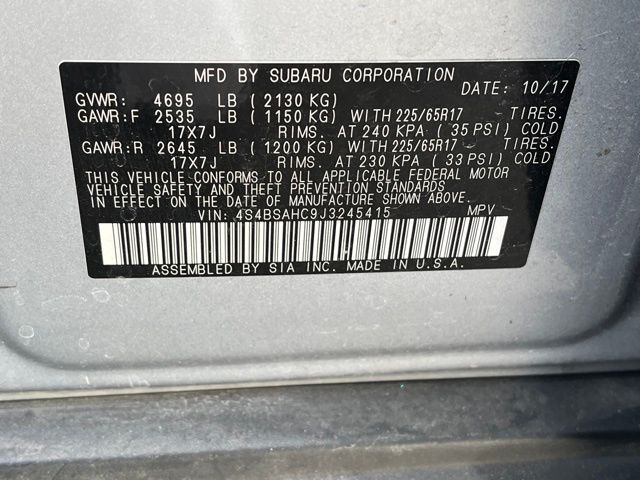 MFD BY SUBARU CORPORATION DATE: 10/17
GVWR: 4695 LB (2130 KG)
GAWR:F 2535 LB (1150 KG) WITH 225/65R17 TIRES.
17X7J RIMS. AT 240 KPA (35 PSI) COLD
GAWR:R 2645 LB (1200 KG) WITH 225/65R17 TIRES.
17X7J RIMS. AT 230 KPA (33 PSI) COLD
THIS VEHICLE CONFORMS TO ALL APPLICABLE FEDERAL MOTOR
VEHICLE SAFETY AND THEFT PREVENTION STANDARDS
IN EFFECT ON THE DATE OF MANUFACTURE SHOWN ABOVE.
VIN: 4S4BSAHC9J3245415 MPV
ASSEMBLED BY SIA INC. MADE IN U.S.A.